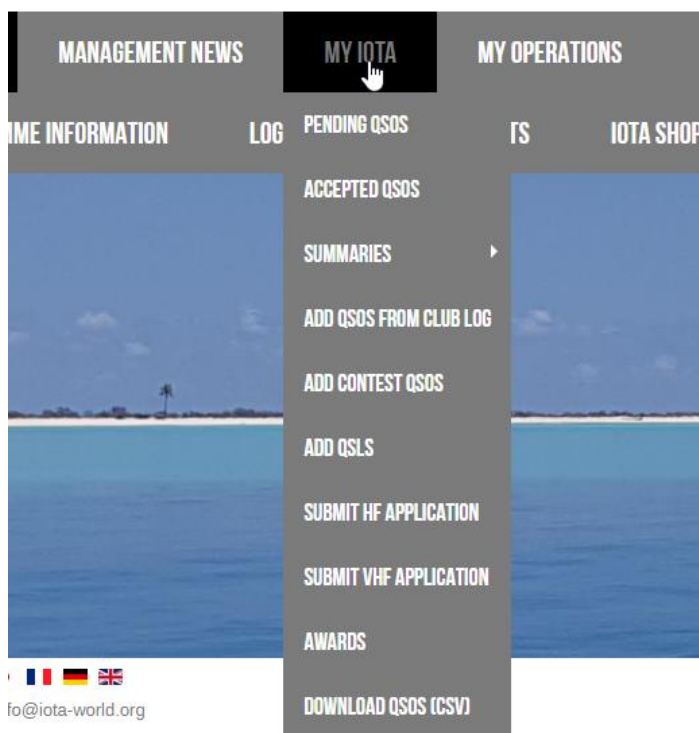 MANAGEMENT NEWS MY IOTA MY OPERATIONS
INFORMATION LOG TS IOTA SHOP
PENDING QSOS
ACCEPTED QSOS
SUMMARIES
ADD QSOS FROM CLUB LOG
ADD CONTEST QSOS
ADD QSLS
SUBMIT HF APPLICATION
SUBMIT VHF APPLICATION
AWARDS
DOWNLOAD QSOS (CSV)
fo@iota-world.org